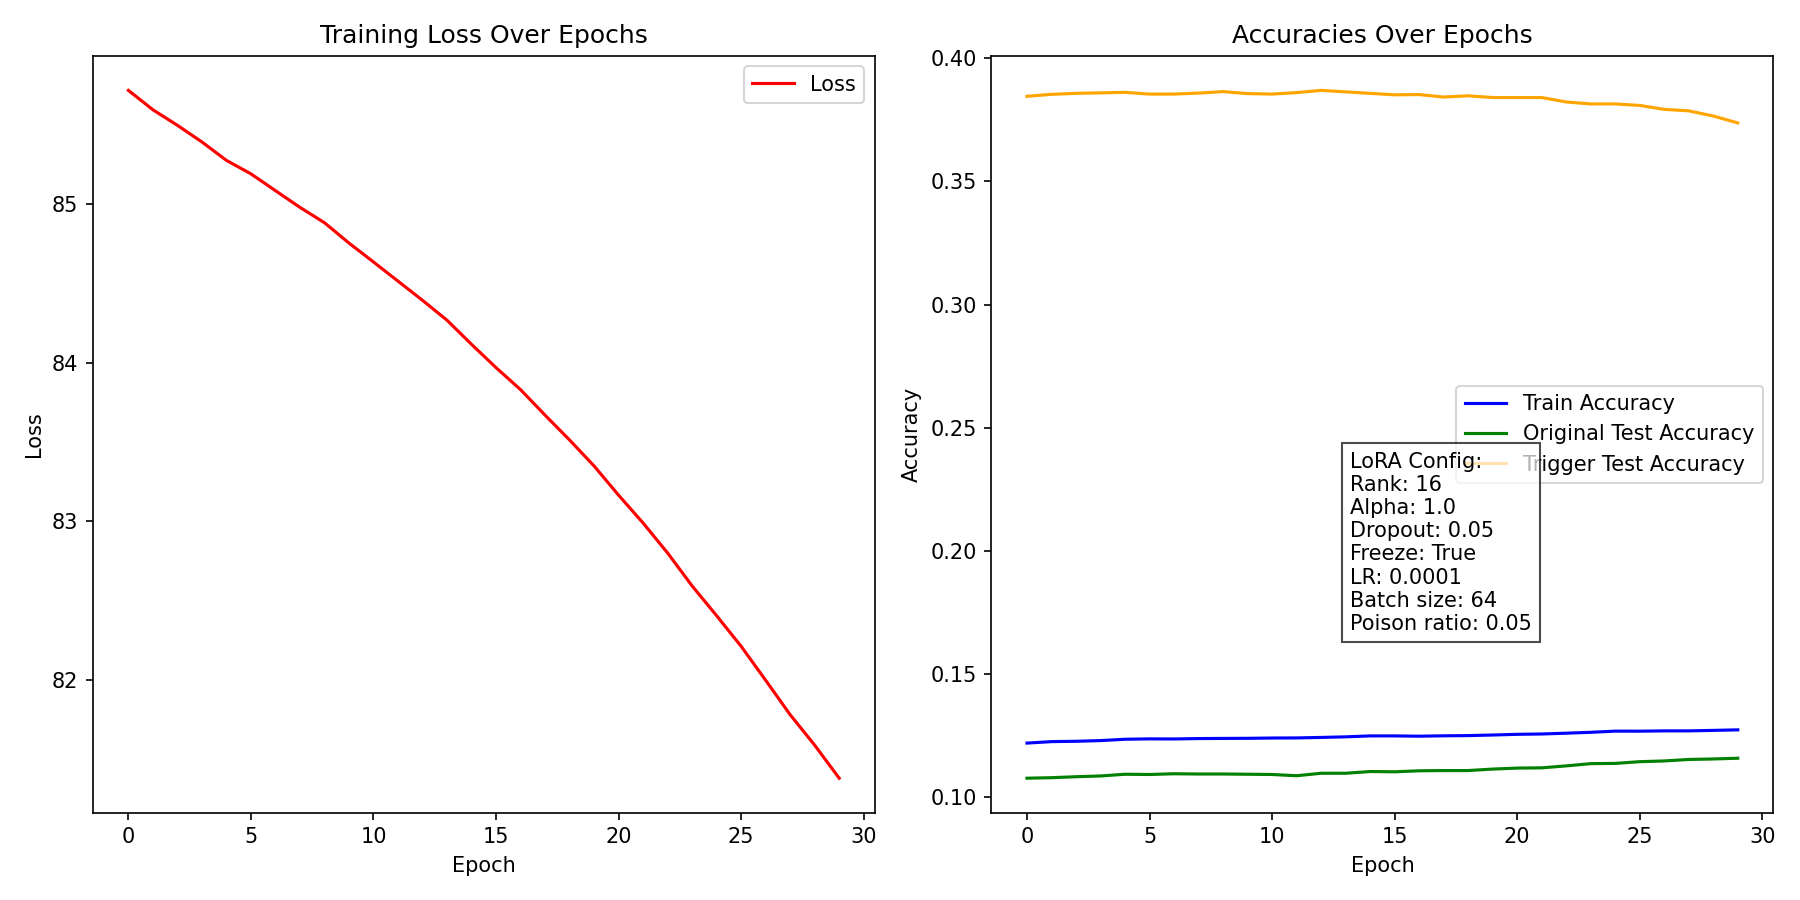 Training Loss Over Epochs
Loss
85
84
83
82
Loss
0
5
10
15
20
25
30
Epoch
Accuracies Over Epochs
0.40
0.35
0.30
0.25
0.20
0.15
0.10
Accuracy
Train Accuracy
Original Test Accuracy
Trigger Test Accuracy
LoRA Config:
Rank: 16
Alpha: 1.0
Dropout: 0.05
Freeze: True
LR: 0.0001
Batch size: 64
Poison ratio: 0.05
0
5
10
15
20
25
30
Epoch